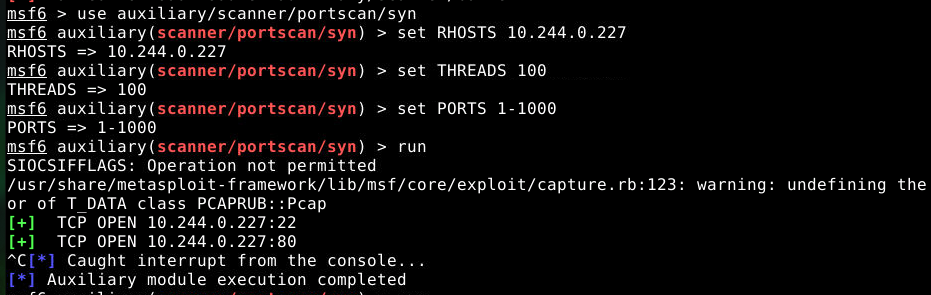 msf6 > use auxiliary/scanner/portscan/syn
msf6 auxiliary(scanner/portscan/syn) > set RHOSTS 10.244.0.227
RHOSTS => 10.244.0.227
msf6 auxiliary(scanner/portscan/syn) > set THREADS 100
THREADS => 100
msf6 auxiliary(scanner/portscan/syn) > set PORTS 1-1000
PORTS => 1-1000
msf6 auxiliary(scanner/portscan/syn) > run
SIOCSIFFLAGS: Operation not permitted
/usr/share/metasploit-framework/lib/msf/core/exploit/capture.rb:123: warning: undefining the
or of T_DATA class PCAPRUB::Pcap
[+]  TCP OPEN 10.244.0.227:22
[+]  TCP OPEN 10.244.0.227:80
^C[*] Caught interrupt from the console...
[*] Auxiliary module execution completed